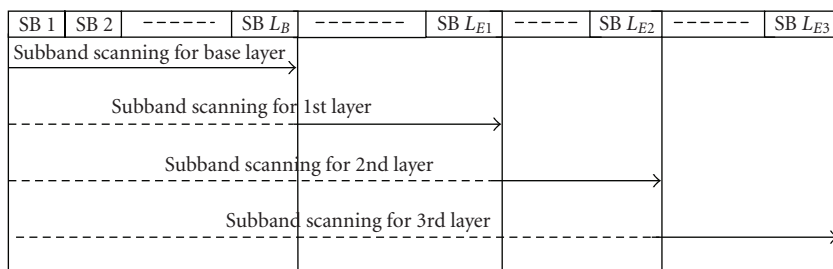 SB 1 SB 2 SB L_B SB L_E1 SB L_E2 SB L_E3
Subband scanning for base layer
Subband scanning for 1st layer
Subband scanning for 2nd layer
Subband scanning for 3rd layer